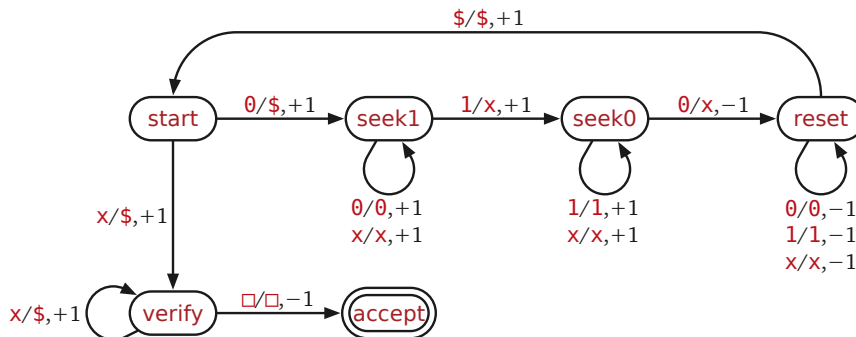 $/$,+1
start
0/$,+1
seek1
1/x,+1
seek0
0/x,−1
reset
0/0,+1
x/x,+1
1/1,+1
x/x,+1
0/0,−1
1/1,−1
x/x,−1
x/$,+1
x/$,+1
verify
□/□,−1
accept